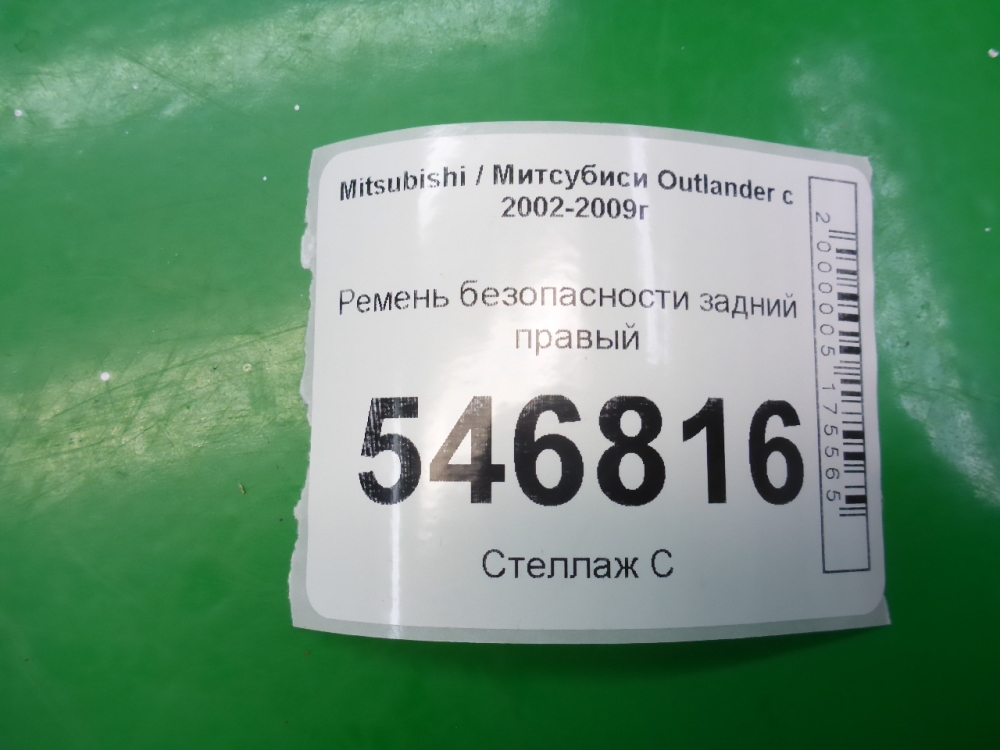 Mitsubishi / Митсубиси Outlander с
2002-2009г
Ремень безопасности задний
правый
546816
Стеллаж С
2000005175565